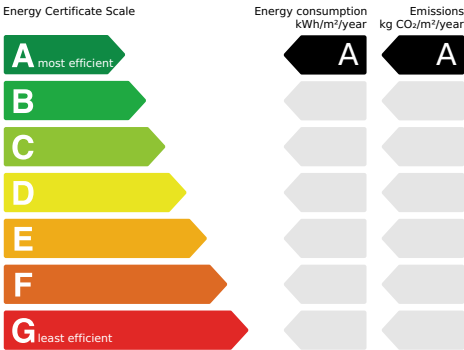 Energy Certificate Scale
Energy consumption
kWh/m²/year
Emissions
kg CO₂/m²/year
A most efficient
A
A
B
C
D
E
F
G least efficient